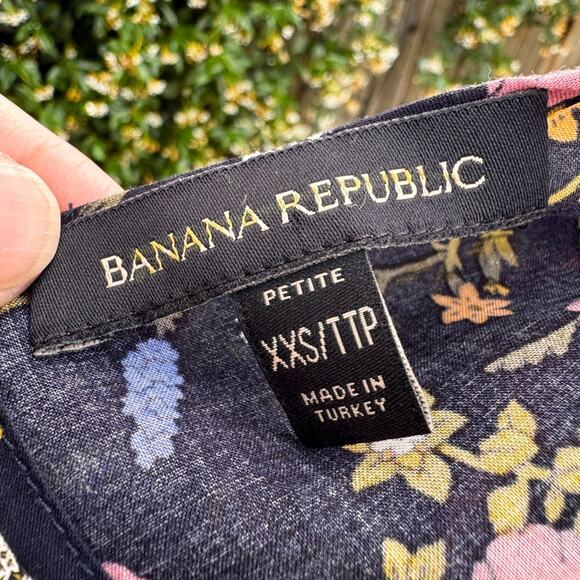 BANANA REPUBLIC
PETITE
XXS/TTP
MADE IN
TURKEY